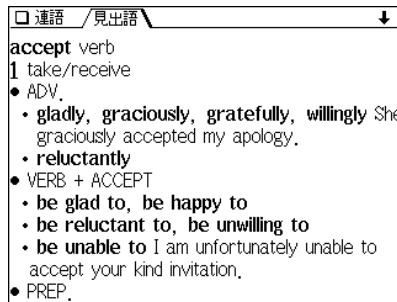 連語 見出語
accept verb
1 take/receive
● ADV.
・gladly, graciously, gratefully, willingly She
graciously accepted my apology.
・reluctantly
● VERB + ACCEPT
・be glad to, be happy to
・be reluctant to, be unwilling to
・be unable to I am unfortunately unable to
accept your kind invitation.
● PREP.